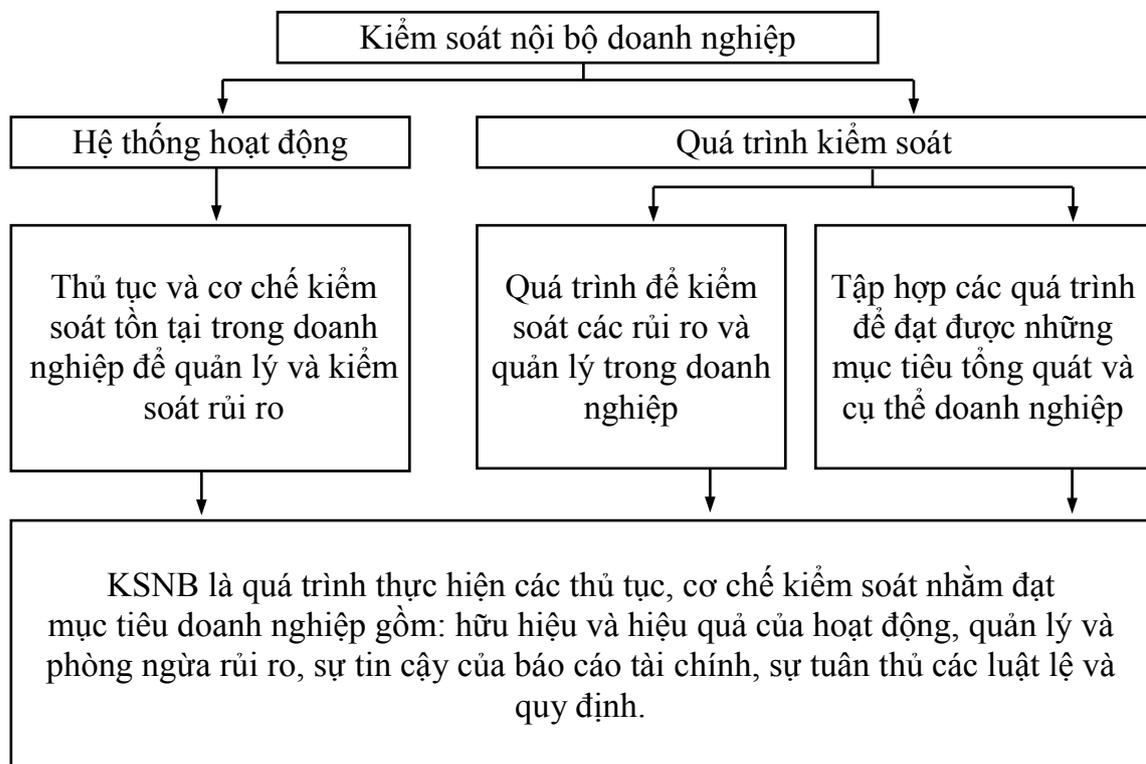 Kiểm soát nội bộ doanh nghiệp
Hệ thống hoạt động
Quá trình kiểm soát
Thủ tục và cơ chế kiểm
soát tồn tại trong doanh
nghiệp để quản lý và kiểm
soát rủi ro
Quá trình để kiểm
soát các rủi ro và
quản lý trong doanh
nghiệp
Tập hợp các quá trình
để đạt được những
mục tiêu tổng quát và
cụ thể doanh nghiệp
KSNB là quá trình thực hiện các thủ tục, cơ chế kiểm soát nhằm đạt
mục tiêu doanh nghiệp gồm: hữu hiệu và hiệu quả của hoạt động, quản lý và
phòng ngừa rủi ro, sự tin cậy của báo cáo tài chính, sự tuân thủ các luật lệ và
quy định.